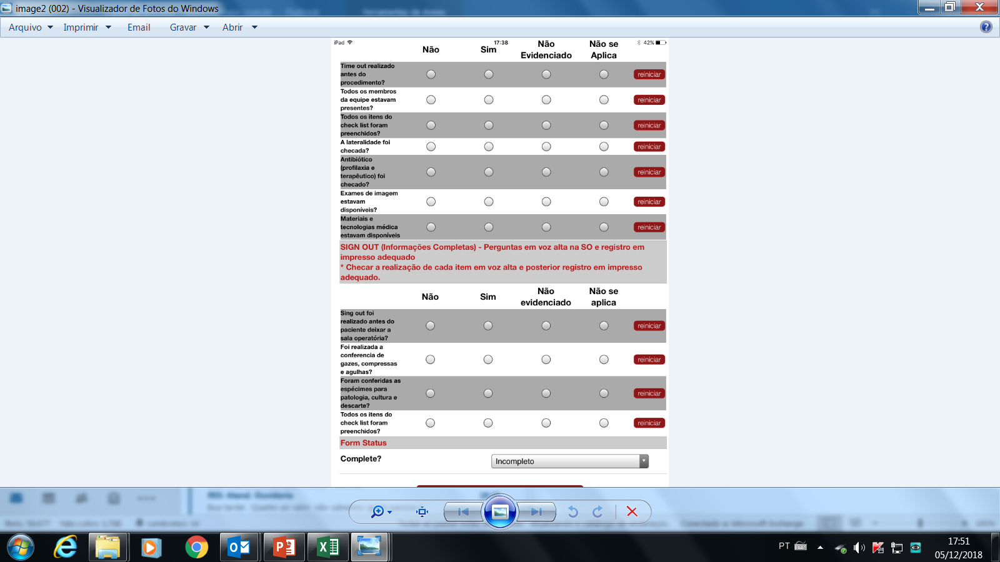 image2 (002) - Visualizador de Fotos do Windows
Arquivo Imprimir Email Gravar Abrir
iPad 17:38 42%
Não Sim Não Evidenciado Não se Aplica
Time out realizado
antes do
procedimento?
reiniciar
Todos os membros
da equipe estavam
presentes?
reiniciar
Todos os itens do
check list foram
preenchidos?
reiniciar
A lateralidade foi
checada?
reiniciar
Antibiótico
(profilaxia e
terapêutico) foi
checado?
reiniciar
Exames de imagem
estavam
disponíveis?
reiniciar
Materiais e
tecnologias médica
estavam disponíveis
reiniciar
SIGN OUT (Informações Completas) - Perguntas em voz alta na SO e registro em
impresso adequado
* Checar a realização de cada item em voz alta e posterior registro em impresso
adequado.
Não Sim Não evidenciado Não se aplica
Sing out foi
realizado antes do
paciente deixar a
sala operatória?
reiniciar
Foi realizada a
conferencia de
gazes, compressas
e agulhas?
reiniciar
Foram conferidas as
espécimes para
patologia, cultura e
descarte?
reiniciar
Todos os itens do
check list foram
preenchidos?
reiniciar
Form Status
Complete? Incompleto
PT
17:51
05/12/2018